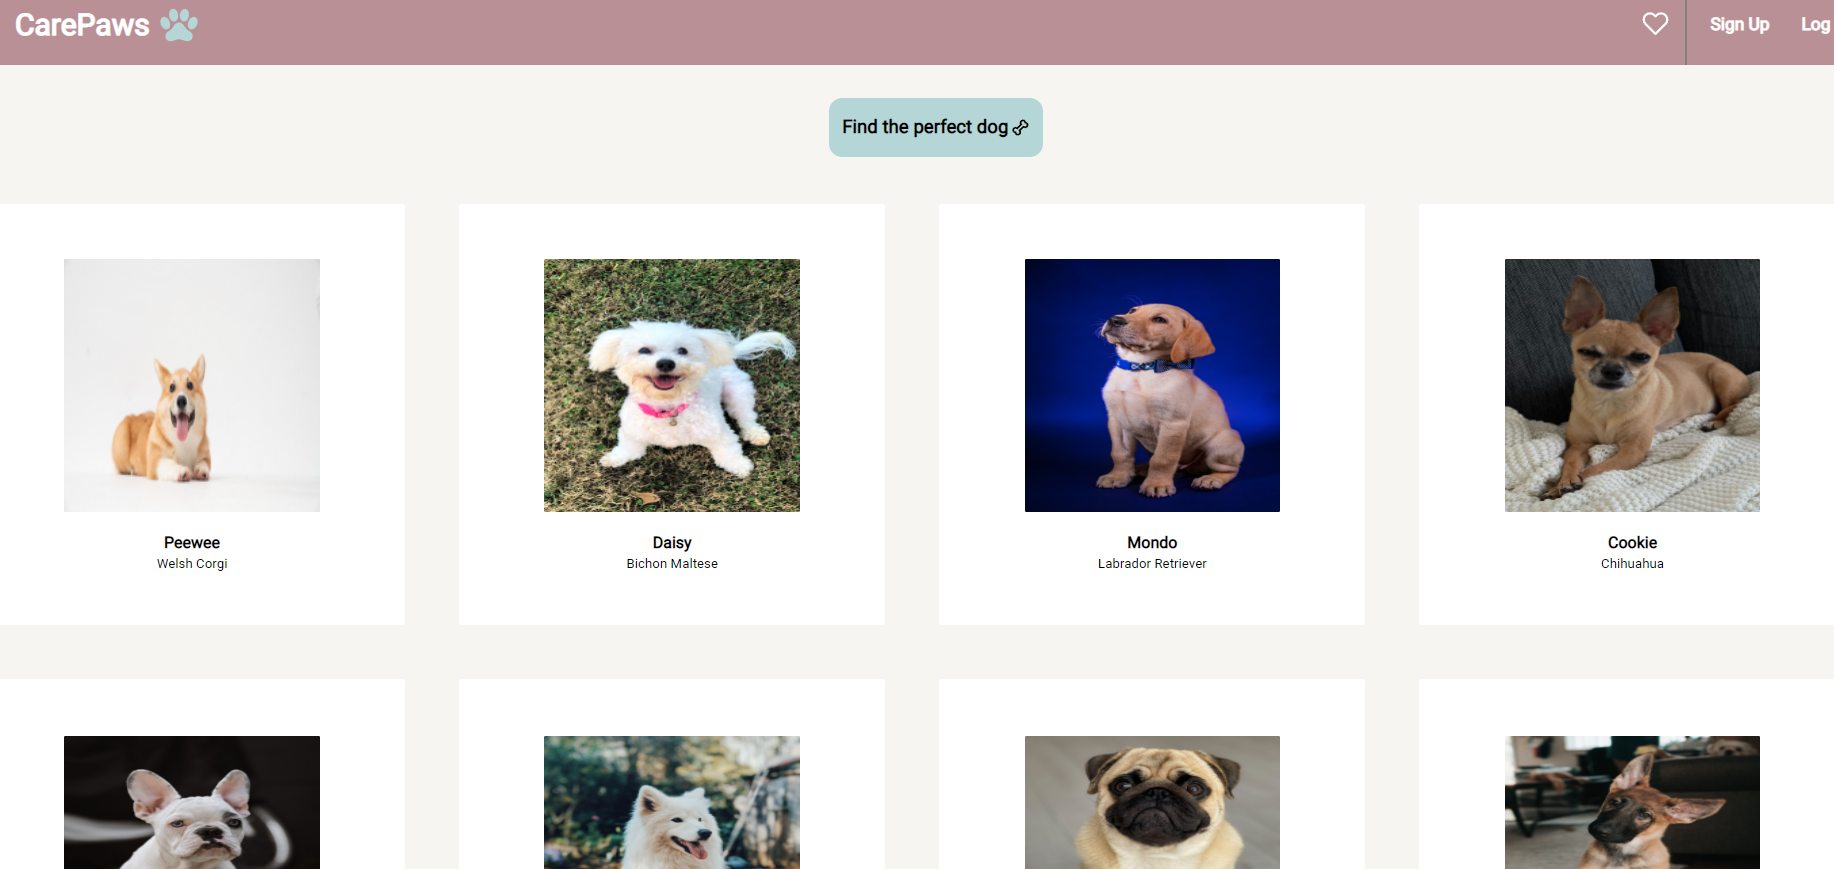 CarePaws
Sign Up
Log
Find the perfect dog
Peewee
Welsh Corgi
Daisy
Bichon Maltese
Mondo
Labrador Retriever
Cookie
Chihuahua